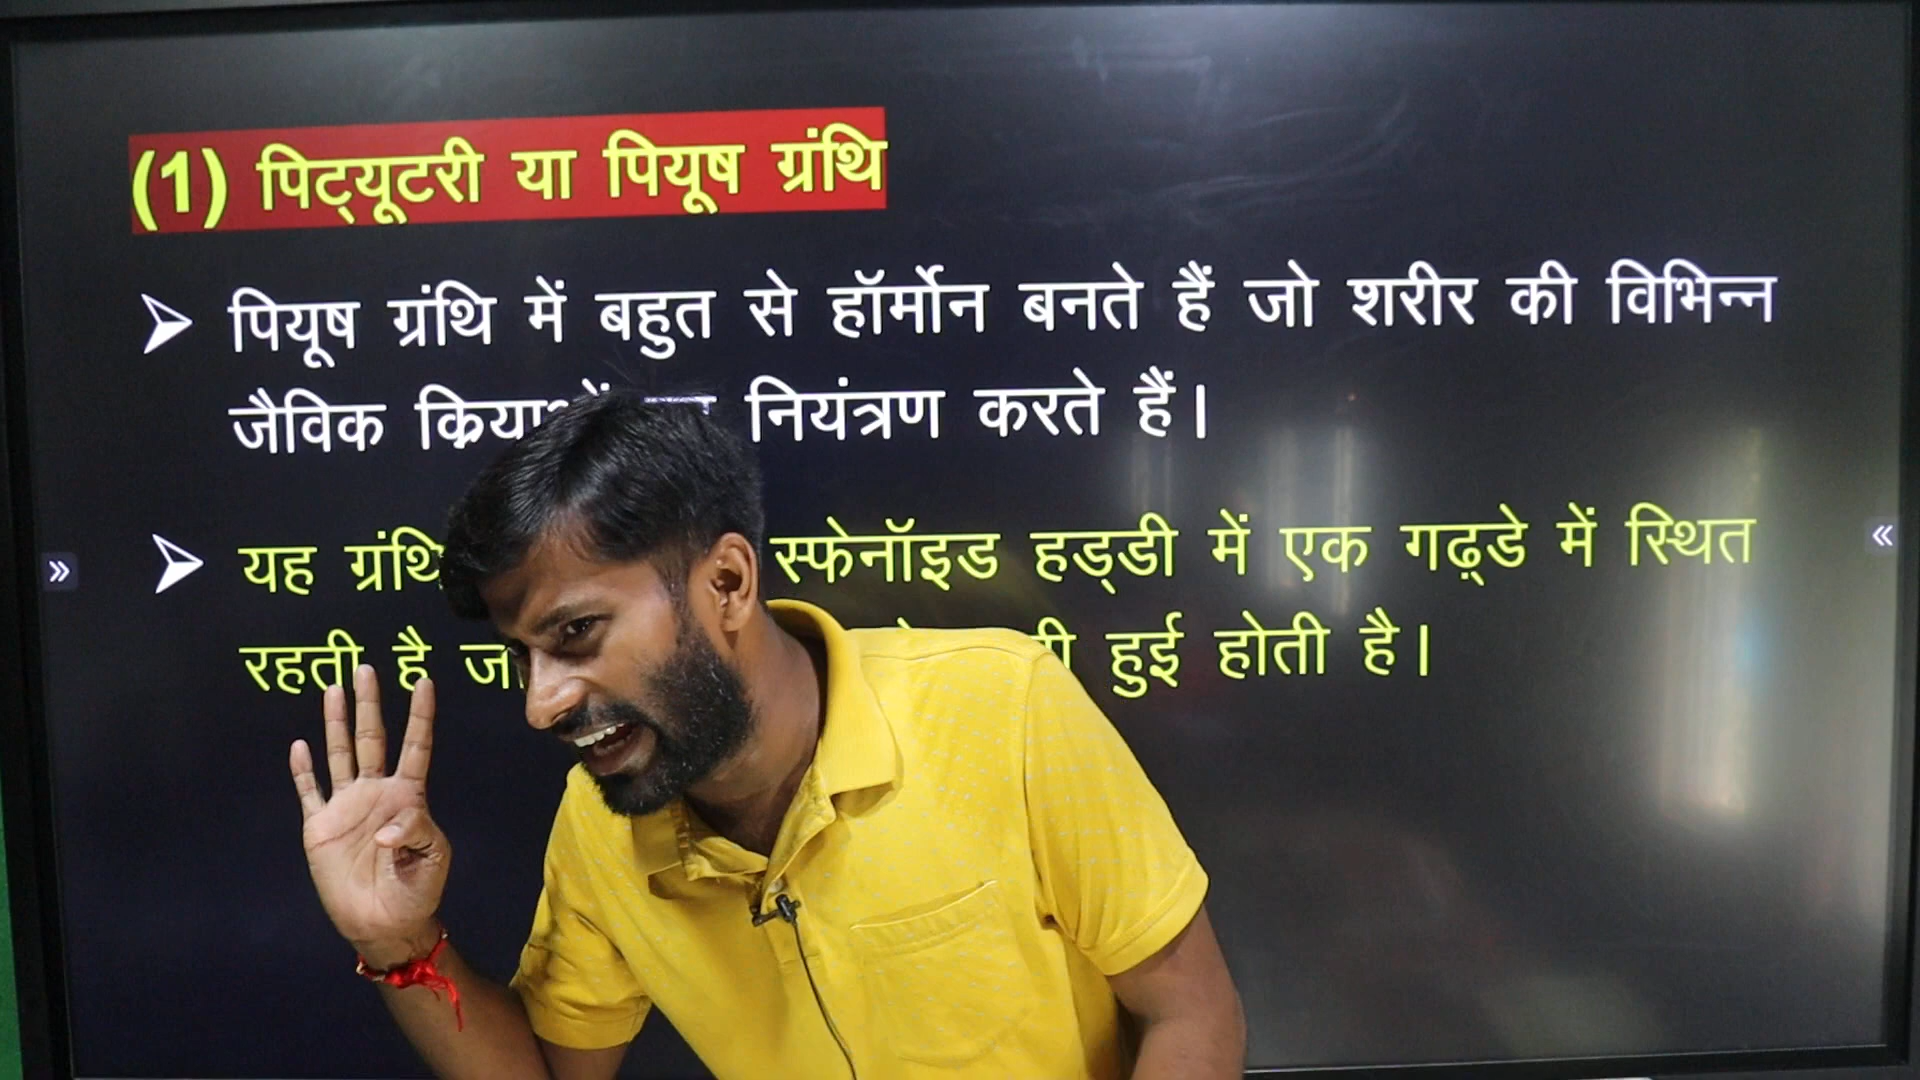 (1) पिट्यूटरी या पियूष ग्रंथि
पियूष ग्रंथि में बहुत से हॉर्मोन बनते हैं जो शरीर की विभिन्न
जैविक नियंत्रण करते हैं।
यह ग्रंथि स्फेनॉइड हड्डी में एक गढ़्डे में स्थित
रहती है हुई होती है।